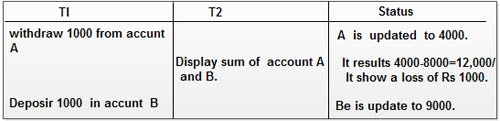 T1 T2 Status
withdraw 1000 from accunt A is updated to 4000.
A
Display sum of account A It results 4000-8000=12,000/
and B. It show a loss of Rs 1000.
Deposir 1000 in accunt B Be is update to 9000.